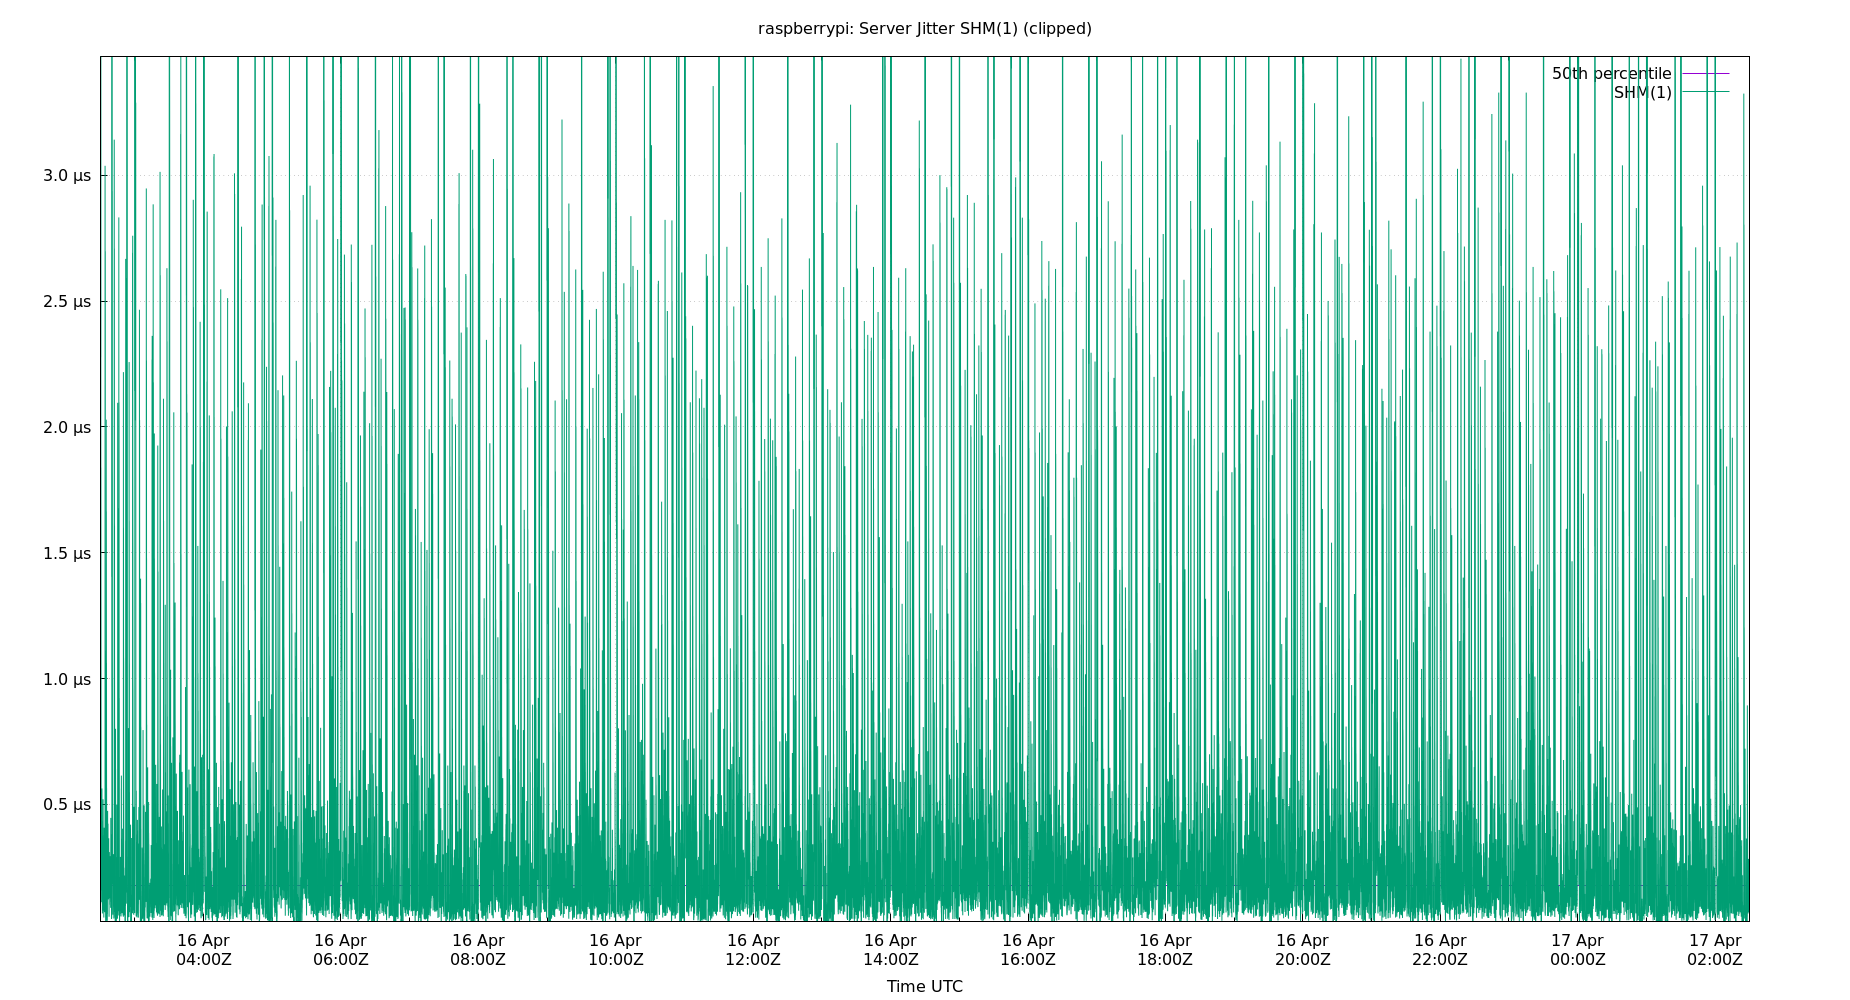 raspberrypi: Server Jitter SHM(1) (clipped)
50th percentile
SHM(1)
3.0 µs
2.5 µs
2.0 µs
1.5 µs
1.0 µs
0.5 µs
16 Apr 16 Apr 16 Apr 16 Apr 16 Apr 16 Apr 16 Apr 16 Apr 16 Apr 16 Apr 17 Apr 17 Apr
04:00Z 06:00Z 08:00Z 10:00Z 12:00Z 14:00Z 16:00Z 18:00Z 20:00Z 22:00Z 00:00Z 02:00Z
Time UTC